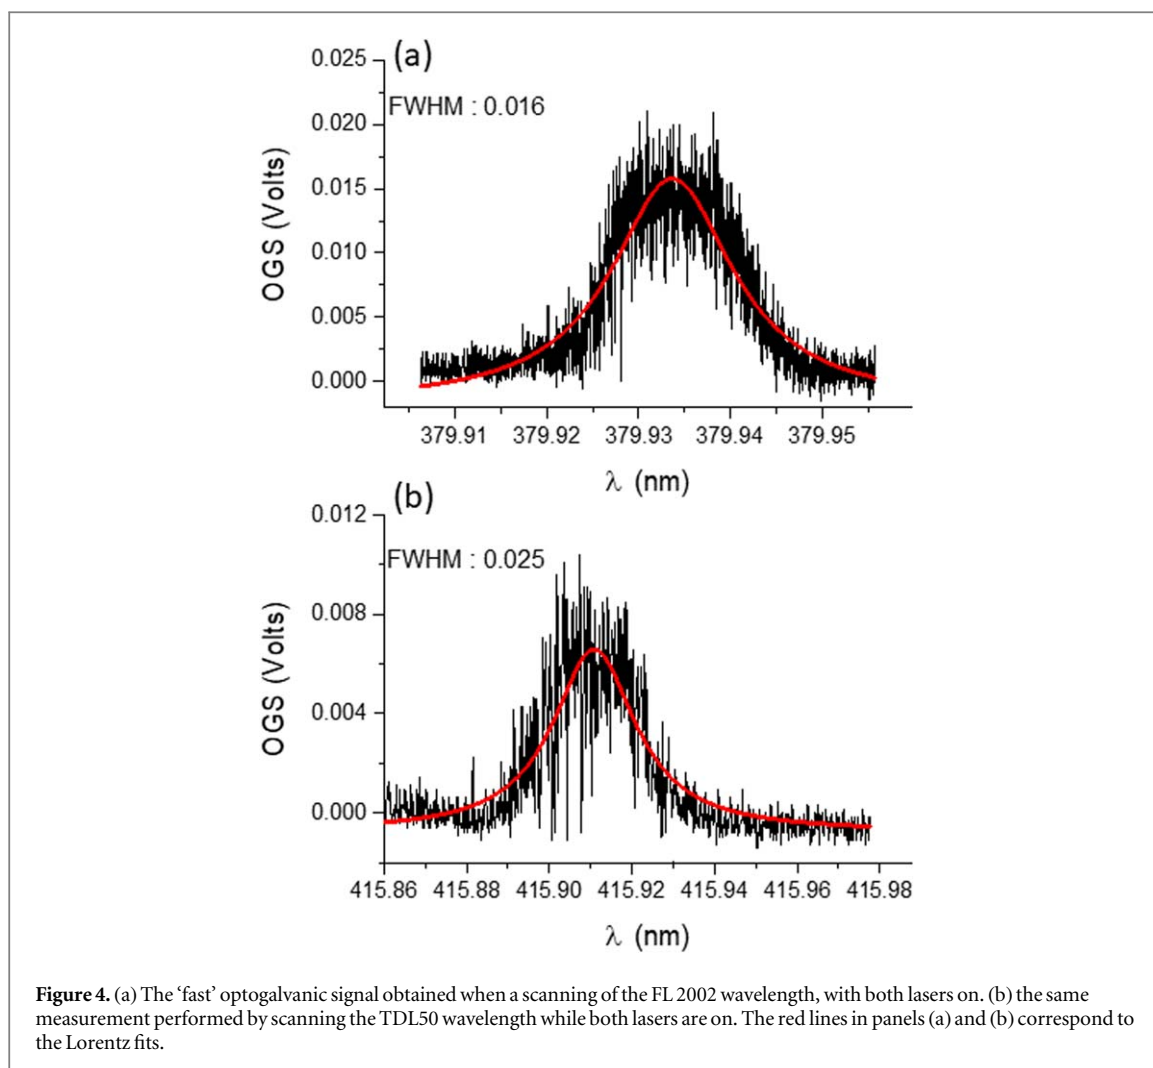 (a)
0.025
FWHM : 0.016
0.020
0.015
0.010
0.005
0.000
OGS (Volts)
379.91 379.92 379.93 379.94 379.95
λ (nm)
(b)
0.012
FWHM : 0.025
0.008
0.004
0.000
OGS (Volts)
415.86 415.88 415.90 415.92 415.94 415.96 415.98
λ (nm)
Figure 4. (a) The ‘fast’ optogalvanic signal obtained when a scanning of the FL 2002 wavelength, with both lasers on. (b) the same
measurement performed by scanning the TDL50 wavelength while both lasers are on. The red lines in panels (a) and (b) correspond to
the Lorentz fits.